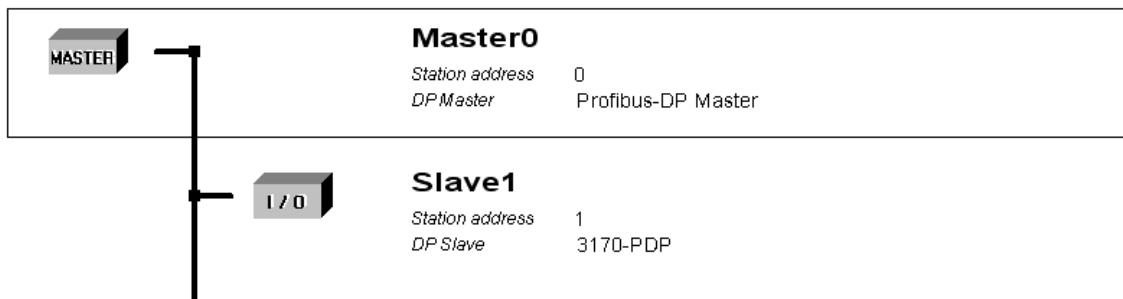 MASTER
Master0
Station address 0
DP Master Profibus-DP Master
I/O
Slave1
Station address 1
DP Slave 3170-PDP